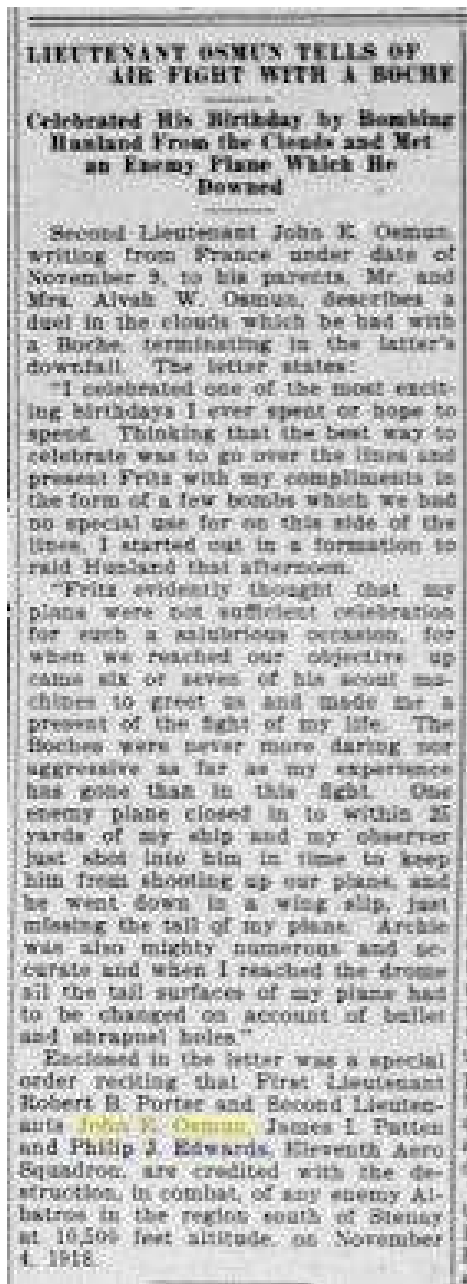 LIEUTENANT OSMUN TELLS OF
AIR FIGHT WITH A BOCHE
Celebrated His Birthday by Bombing
Hunland From the Clouds and Met
an Enemy Plane Which He
Downed
Second Lieutenant John E. Osmun,
writing from France under date of
November 9, to his parents, Mr. and
Mrs. Alvah W. Osmun, describes a
duel in the clouds which he had with
a Boche, terminating in the latter's
downfall. The letter states:
"I celebrated one of the most excit-
ing birthdays I ever spent or hope to
spend. Thinking that the best way to
celebrate was to go over the lines and
present Fritz with my compliments in
the form of a few bombs which we had
no special use for on this side of the
lines, I started out in a formation to
raid Hunland that afternoon.
"Fritz evidently thought that my
plans were not sufficient celebration
for such a salubrious occasion, for
when we reached our objective up
came six or seven of his scout ma-
chines to greet us and made me a
present of the fight of my life. The
Boches were never more daring nor
aggressive as far as my experience
has gone than in this fight. One
enemy plane closed in to within 25
yards of my ship and my observer
just shot into him in time to keep
him from shooting up our plane, and
he went down in a wing slip, just
missing the tail of my plane. Archie
was also mighty numerous and ac-
curate and when I reached the drome
all the tail surfaces of my plane had
to be changed on account of bullet
and shrapnel holes."
Enclosed in the letter was a special
order reciting that First Lieutenant
Robert B. Porter and Second Lieuten-
ants John E. Osmun, James I. Patten
and Philip J. Edwards, Eleventh Aero
Squadron, are credited with the de-
struction, in combat, of any enemy Al-
batros in the region south of Stenay
at 10,509 feet altitude, on November
4, 1918.